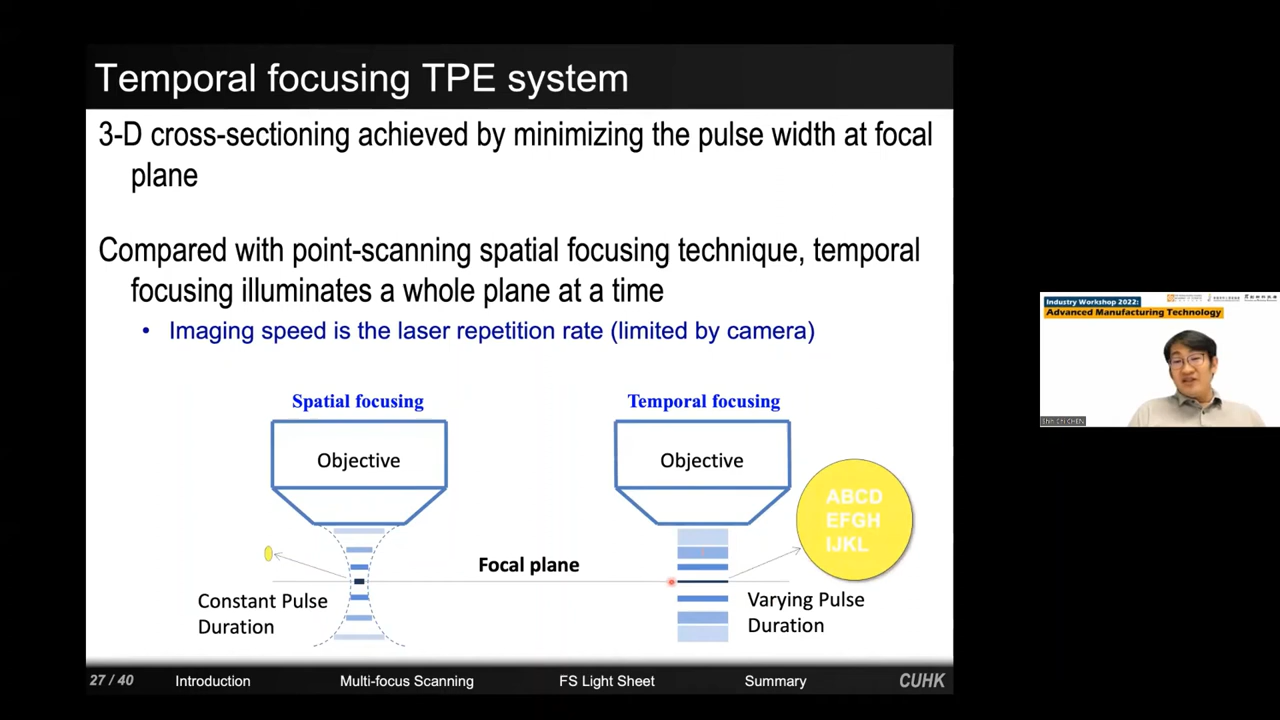 Temporal focusing TPE system
3-D cross-sectioning achieved by minimizing the pulse width at focal
plane
Compared with point-scanning spatial focusing technique, temporal
focusing illuminates a whole plane at a time
• Imaging speed is the laser repetition rate (limited by camera)
Spatial focusing
Temporal focusing
Objective
Objective
ABCD
EFGH
IJKL
Focal plane
Constant Pulse
Duration
Varying Pulse
Duration
27 / 40
Introduction
Multi-focus Scanning
FS Light Sheet
Summary
CUHK
Industry Workshop 2022:
Advanced Manufacturing Technology